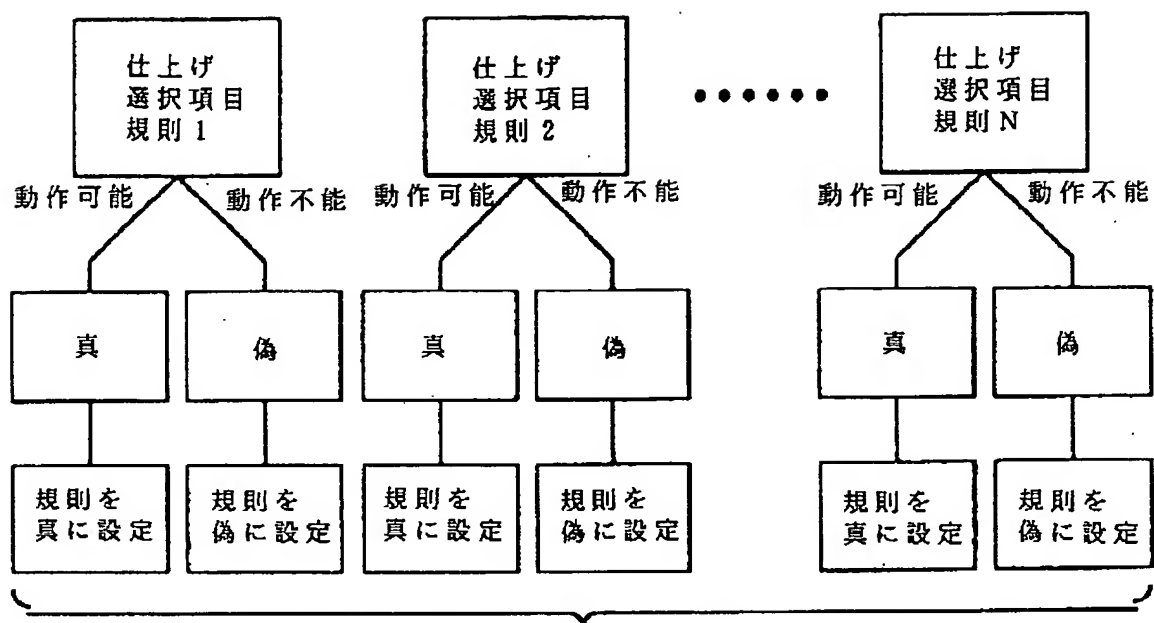 仕上げ
選択項目
規則1
仕上げ
選択項目
規則2
仕上げ
選択項目
規則N
動作可能
動作不能
動作可能
動作不能
動作可能
動作不能
真
偽
真
偽
真
偽
規則を
真に設定
規則を
偽に設定
規則を
真に設定
規則を
偽に設定
規則を
真に設定
規則を
偽に設定